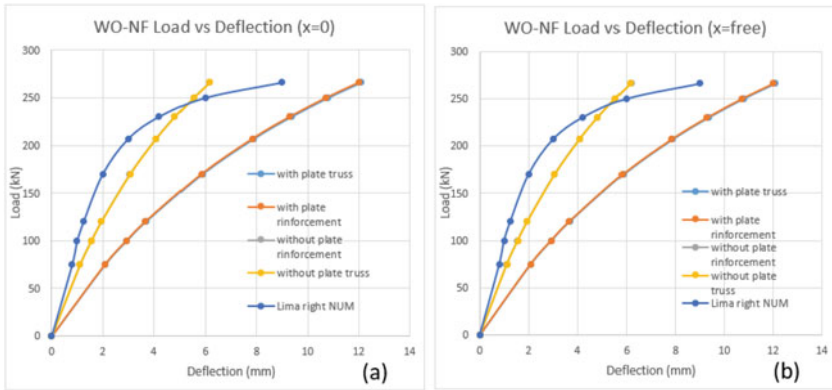 WO-NF Load vs Deflection (x=0)
300
250
200
150
100
50
0
Load (kN)
with plate truss
with plate
rinforcement
without plate
rinforcement
without plate truss
Lima right NUM
0 2 4 6 8 10 12 14
Deflection (mm)
(a)
WO-NF Load vs Deflection (x=free)
300
250
200
150
100
50
0
Load (kN)
with plate truss
with plate
rinforcement
without plate
rinforcement
without plate
truss
Lima right NUM
0 2 4 6 8 10 12 14
Deflection (mm)
(b)